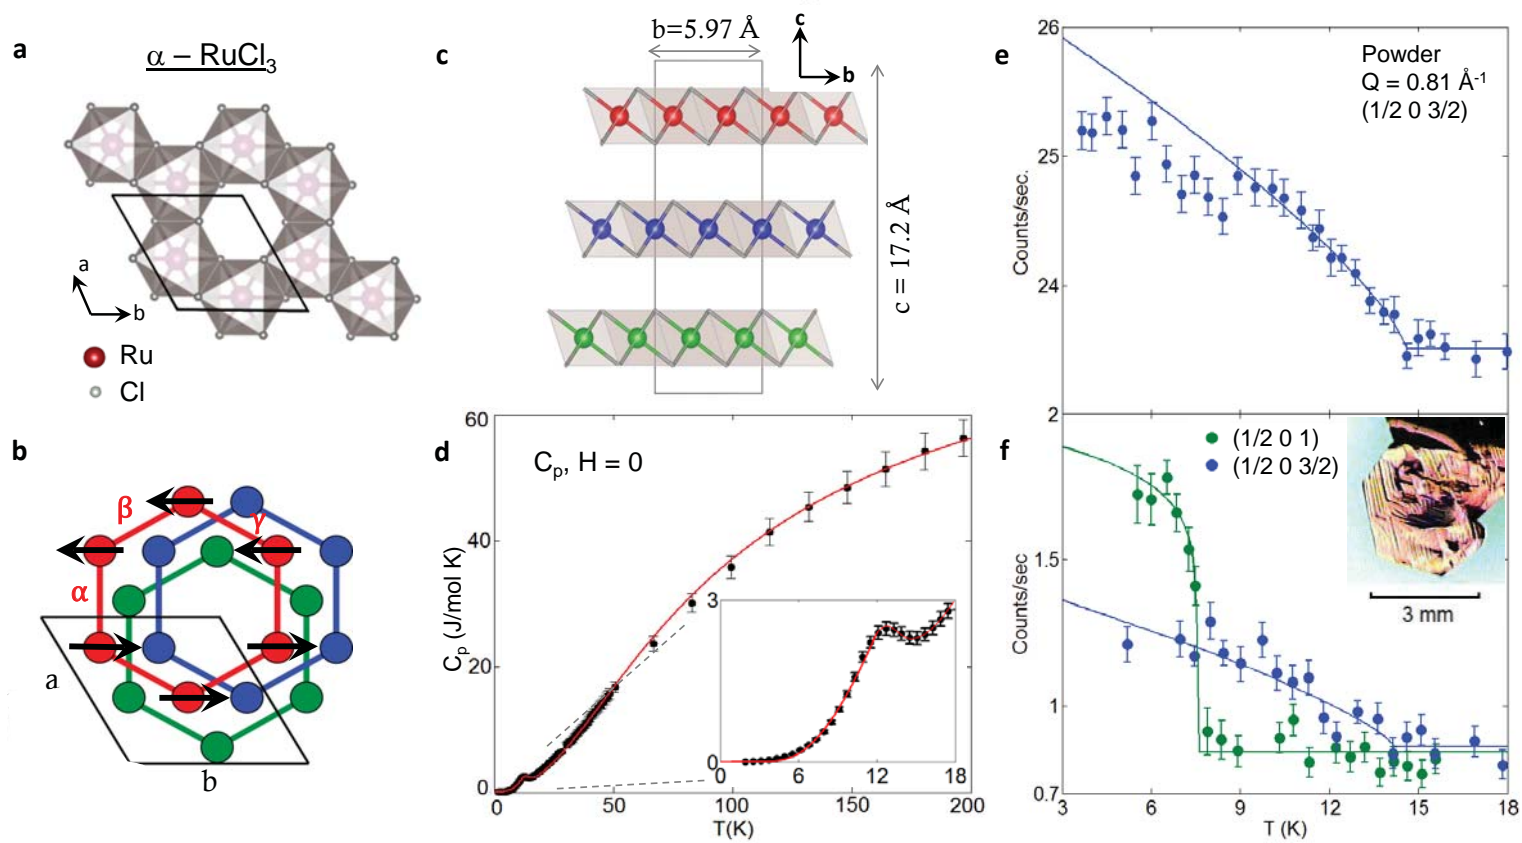 a
α – RuCl3
a
b
Ru
Cl
b
β
γ
α
a
b
c
b=5.97 Å
c
b
c = 17.2 Å
d
Cp, H = 0
60
40
20
0
Cp (J/mol K)
0
50
100
150
200
T(K)
3
0
0
6
12
18
e
Powder
Q = 0.81 Å-1
(1/2 0 3/2)
26
25
24
Counts/sec.
f
(1/2 0 1)
(1/2 0 3/2)
3 mm
2
1.5
1
0.7
Counts/sec
3
6
9
12
15
18
T (K)